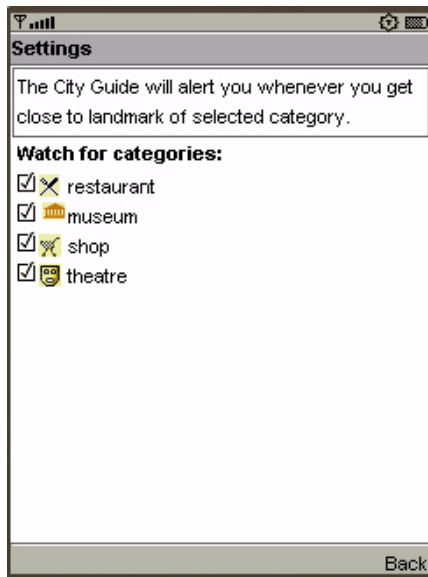 Settings
The City Guide will alert you whenever you get
close to landmark of selected category.
Watch for categories:
restaurant
museum
shop
theatre
Back